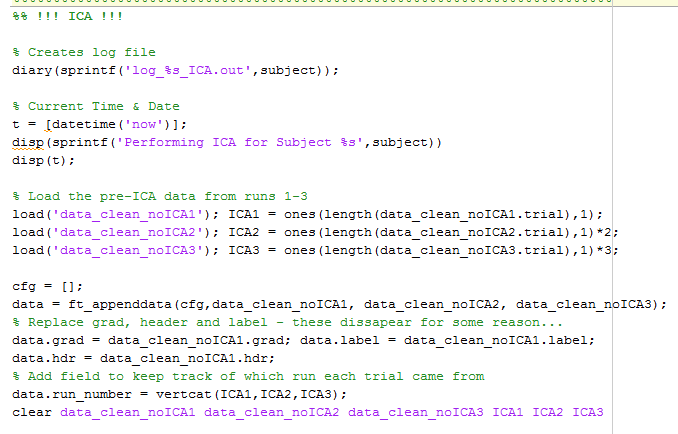 %% !!! ICA !!!
% Creates log file
diary(sprintf('log_%s_ICA.out',subject));
% Current Time & Date
t = [datetime('now')];
disp(sprintf('Performing ICA for Subject %s',subject))
disp(t);
% Load the pre-ICA data from runs 1-3
load('data_clean_noICA1'); ICA1 = ones(length(data_clean_noICA1.trial),1);
load('data_clean_noICA2'); ICA2 = ones(length(data_clean_noICA2.trial),1)*2;
load('data_clean_noICA3'); ICA3 = ones(length(data_clean_noICA3.trial),1)*3;
cfg = [];
data = ft_appenddata(cfg,data_clean_noICA1, data_clean_noICA2, data_clean_noICA3);
% Replace grad, header and label - these dissapear for some reason...
data.grad = data_clean_noICA1.grad; data.label = data_clean_noICA1.label;
data.hdr = data_clean_noICA1.hdr;
% Add field to keep track of which run each trial came from
data.run_number = vertcat(ICA1,ICA2,ICA3);
clear data_clean_noICA1 data_clean_noICA2 data_clean_noICA3 ICA1 ICA2 ICA3